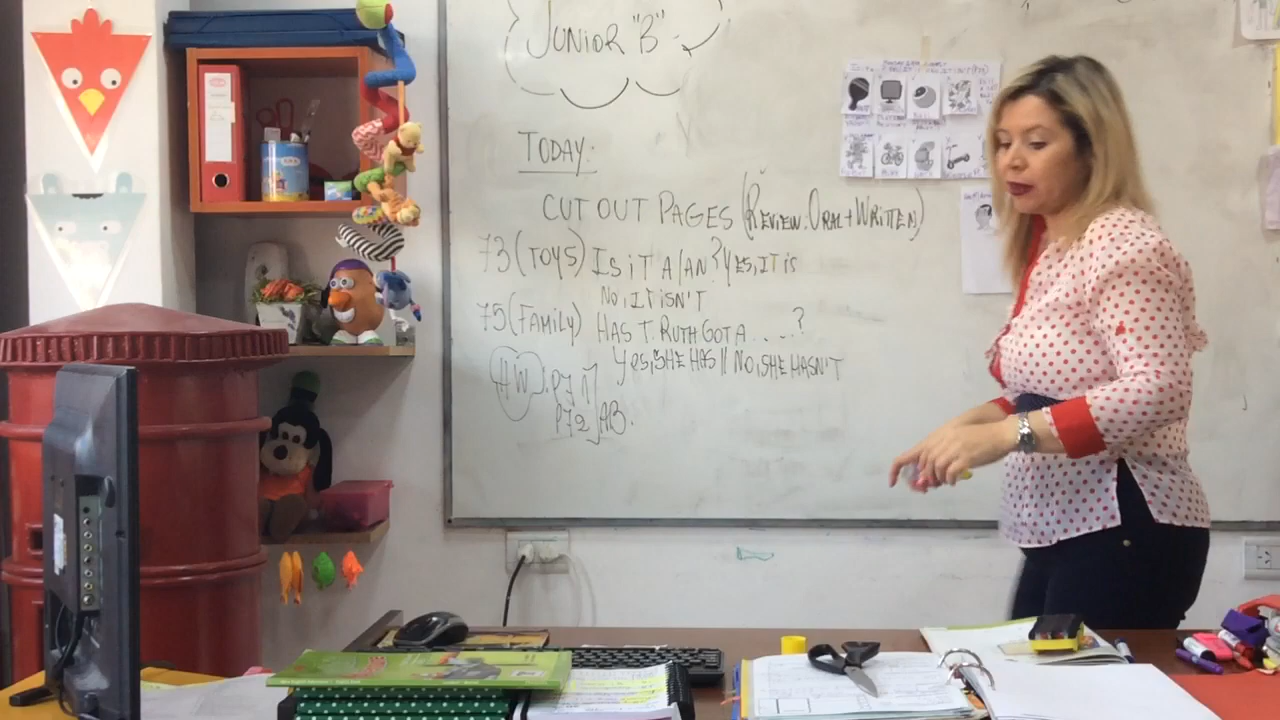 JUNIOR "B".
TODAY:
CUT OUT PAGES (REVIEW. ORAL + WRITTEN)
73 (TOYS) IS IT A/AN? YES, IT IS
NO, IT ISN'T
75 (FAMILY) HAS T. RUTH GOT A ....?
YES, SHE HAS // NO, SHE HASN'T
HW. P71
P72 AB.